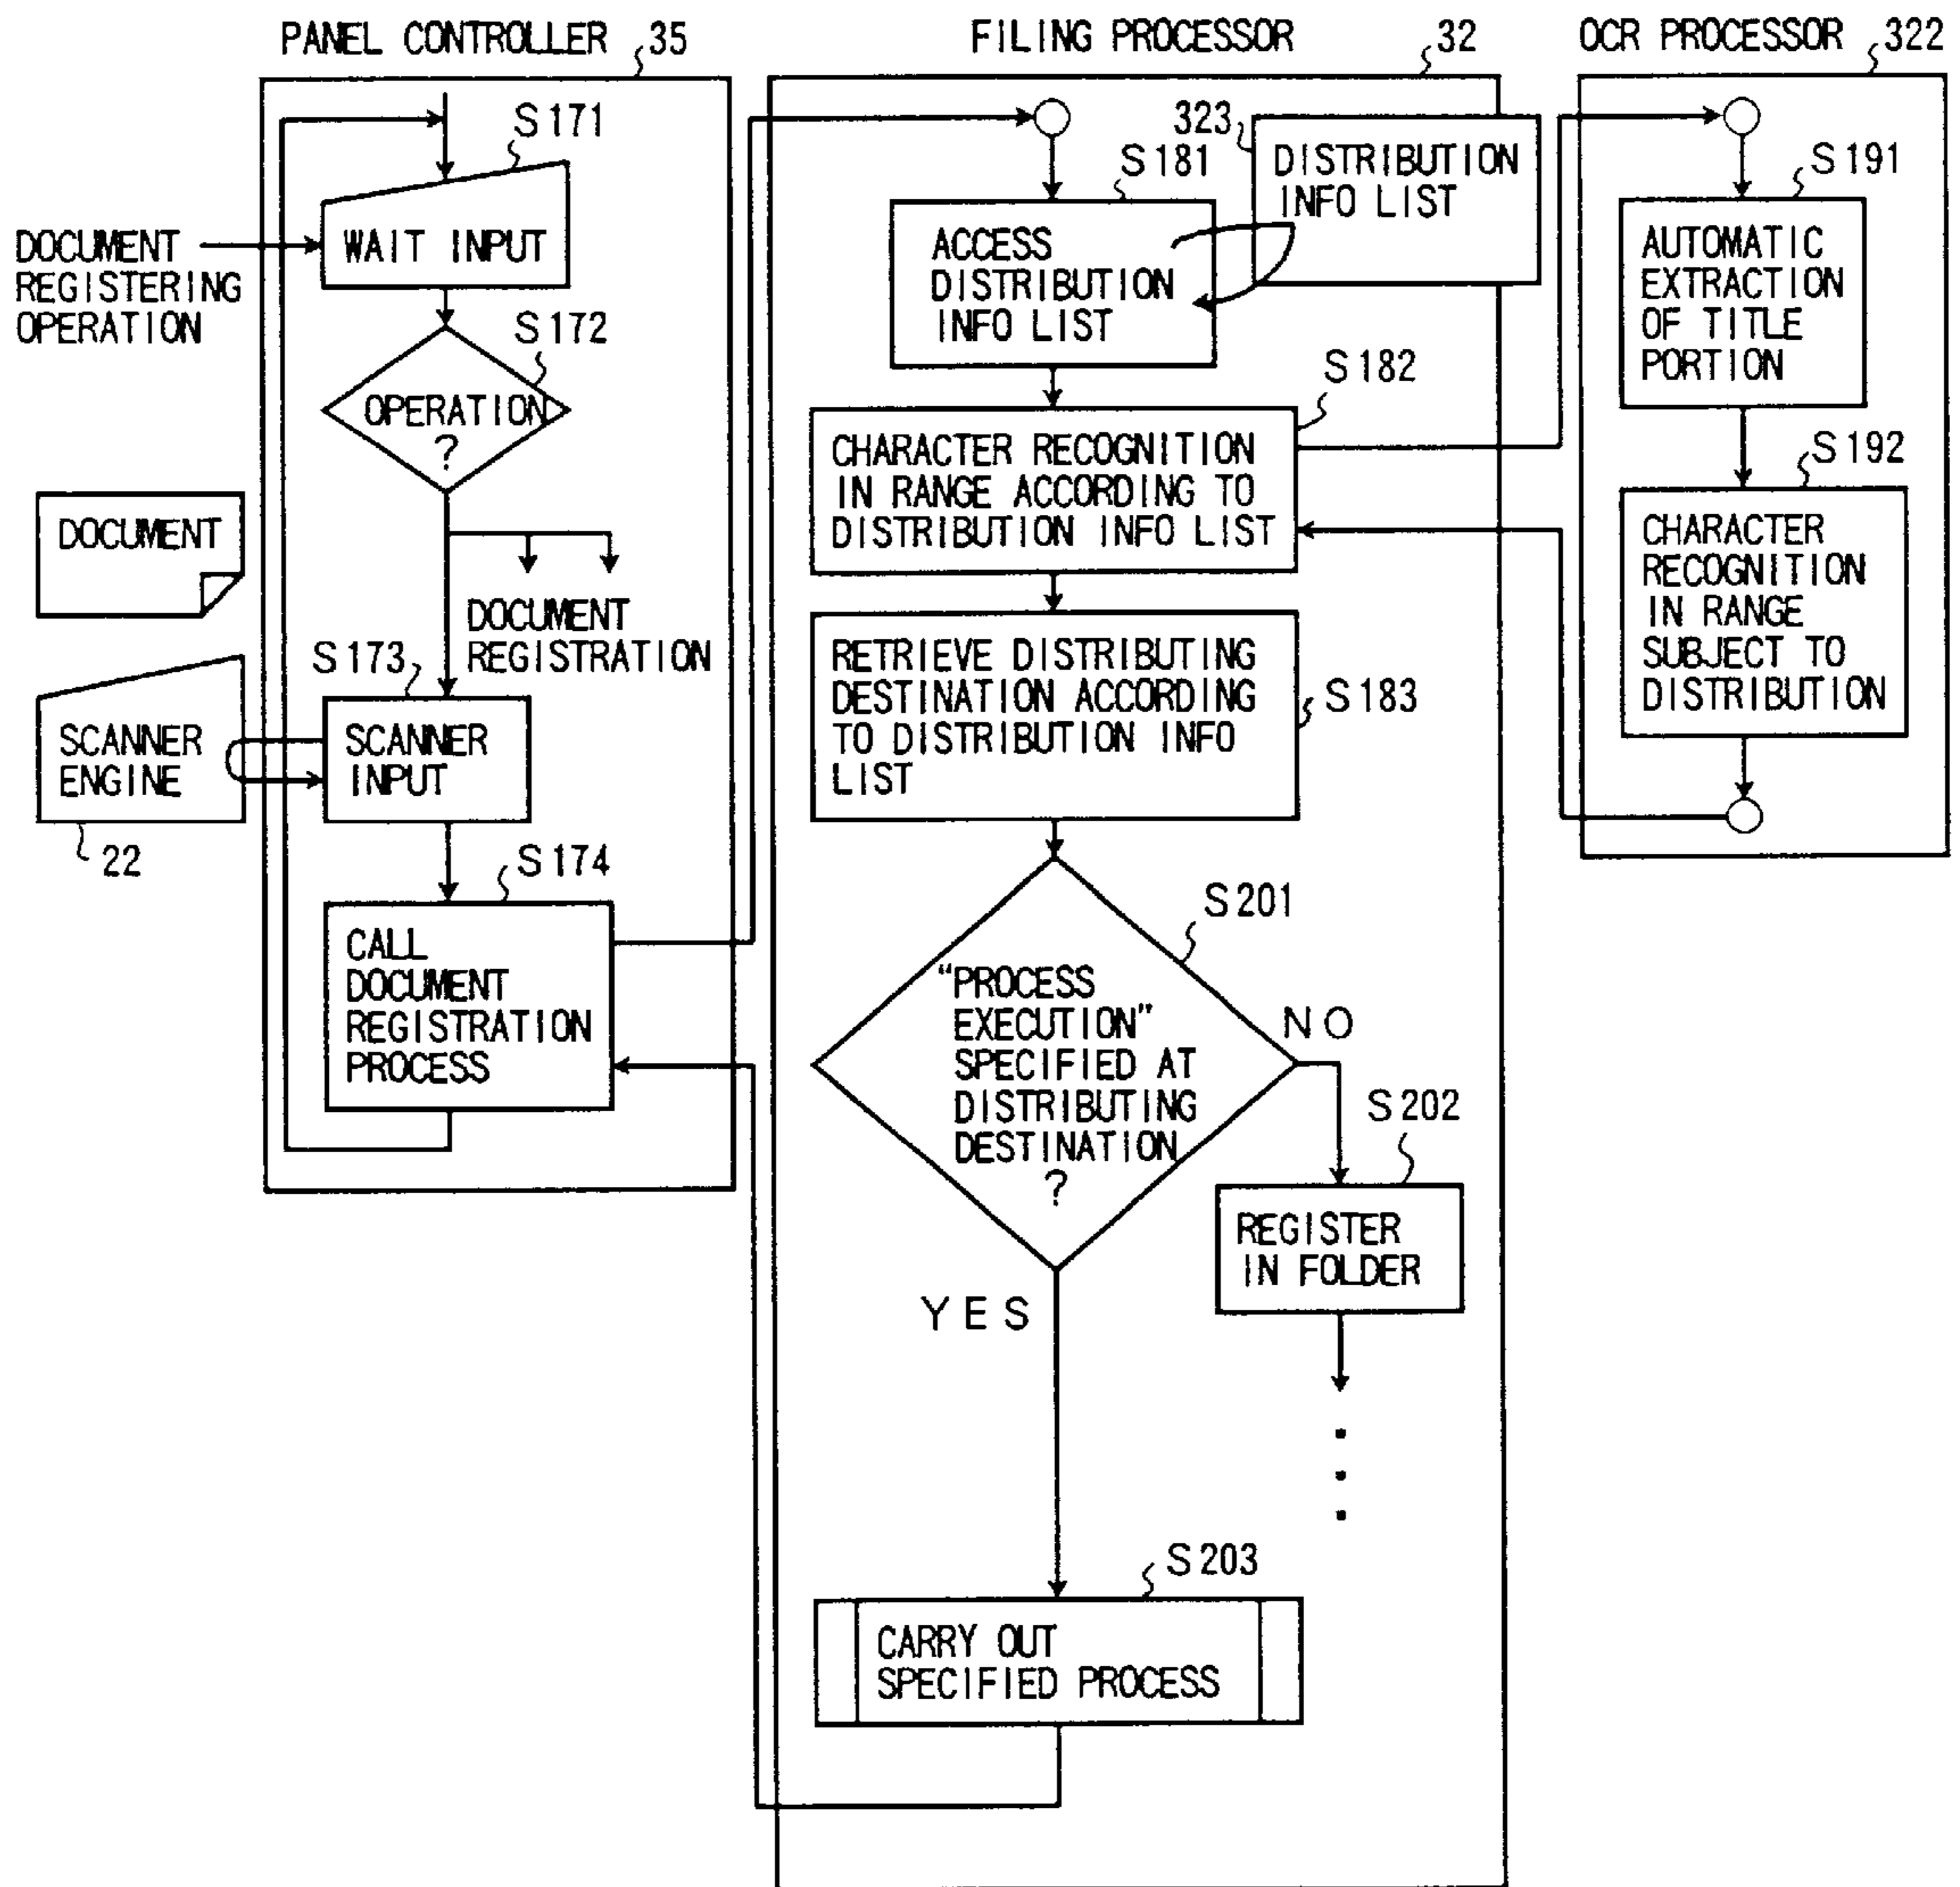 PANEL CONTROLLER 35
S171
WAIT INPUT
DOCUMENT
REGISTERING
OPERATION
S172
OPERATION
?
DOCUMENT
DOCUMENT
REGISTRATION
S173
SCANNER
ENGINE
22
SCANNER
INPUT
S174
CALL
DOCUMENT
REGISTRATION
PROCESS
FILING PROCESSOR 32
323
DISTRIBUTION
INFO LIST
S181
ACCESS
DISTRIBUTION
INFO LIST
S182
CHARACTER RECOGNITION
IN RANGE ACCORDING TO
DISTRIBUTION INFO LIST
RETRIEVE DISTRIBUTING
DESTINATION ACCORDING
TO DISTRIBUTION INFO
LIST
S183
S201
“PROCESS
EXECUTION”
SPECIFIED AT
DISTRIBUTING
DESTINATION
?
NO
S202
REGISTER
IN FOLDER
YES
S203
CARRY OUT
SPECIFIED PROCESS
OCR PROCESSOR 322
S191
AUTOMATIC
EXTRACTION
OF TITLE
PORTION
S192
CHARACTER
RECOGNITION
IN RANGE
SUBJECT TO
DISTRIBUTION